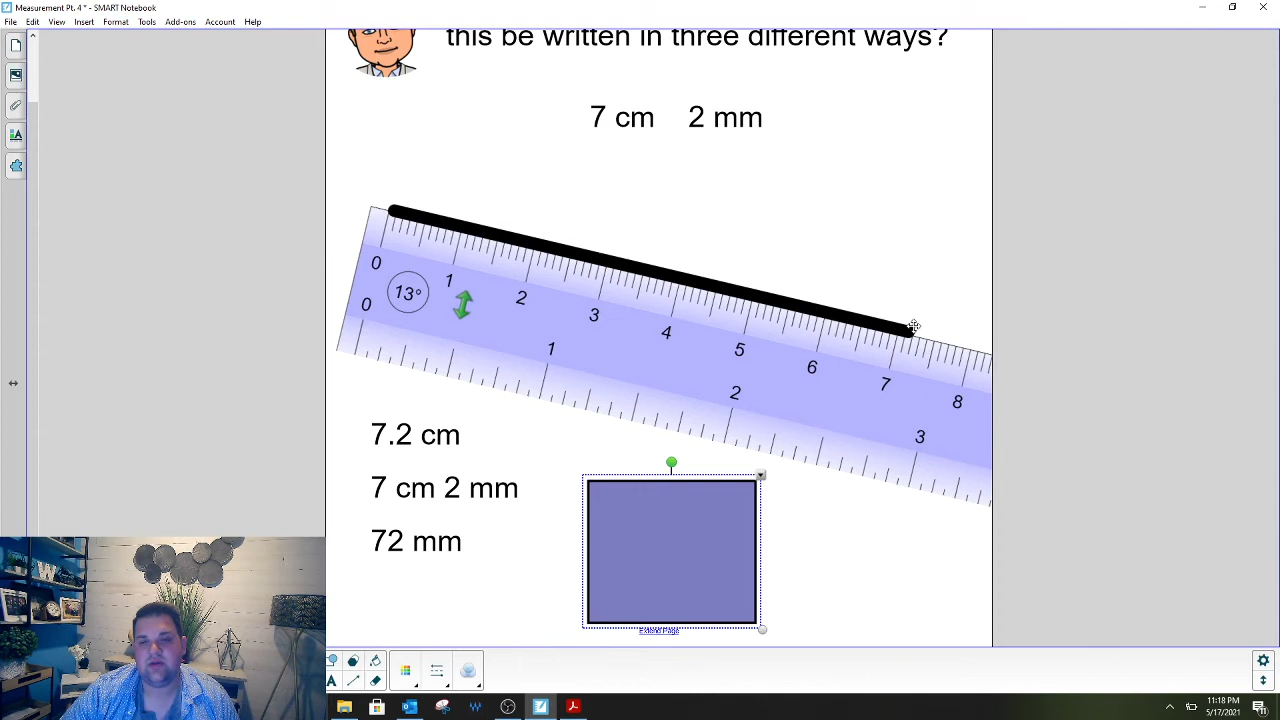 Measurement Pt. 4 * - SMART Notebook
File Edit View Insert Format Tools Add-ons Account Help
this be written in three different ways?
7 cm 2 mm
0 1 2 3 4 5 6 7 8
13°
0 1 2 3
7.2 cm
7 cm 2 mm
72 mm
Extend Page
A
11:18 PM
5/17/2021